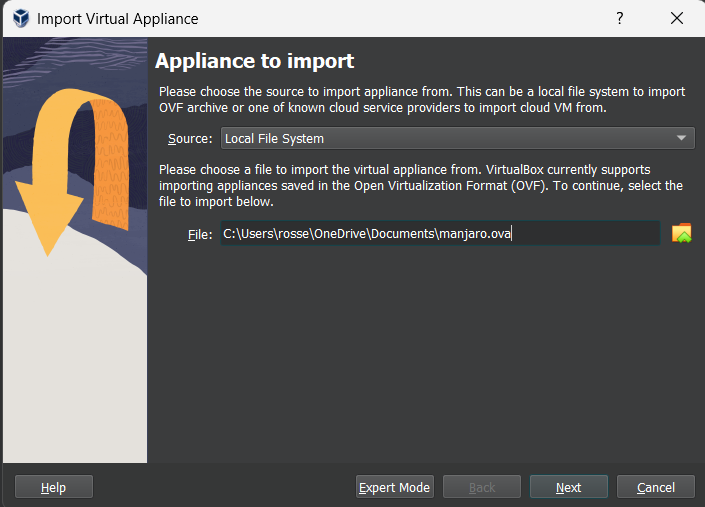 Import Virtual Appliance
?
Appliance to import
Please choose the source to import appliance from. This can be a local file system to import
OVF archive or one of known cloud service providers to import cloud VM from.
Source: Local File System
Please choose a file to import the virtual appliance from. VirtualBox currently supports
importing appliances saved in the Open Virtualization Format (OVF). To continue, select the
file to import below.
File: C:\Users\rosse\OneDrive\Documents\manjaro.ova
Help Expert Mode Back Next Cancel